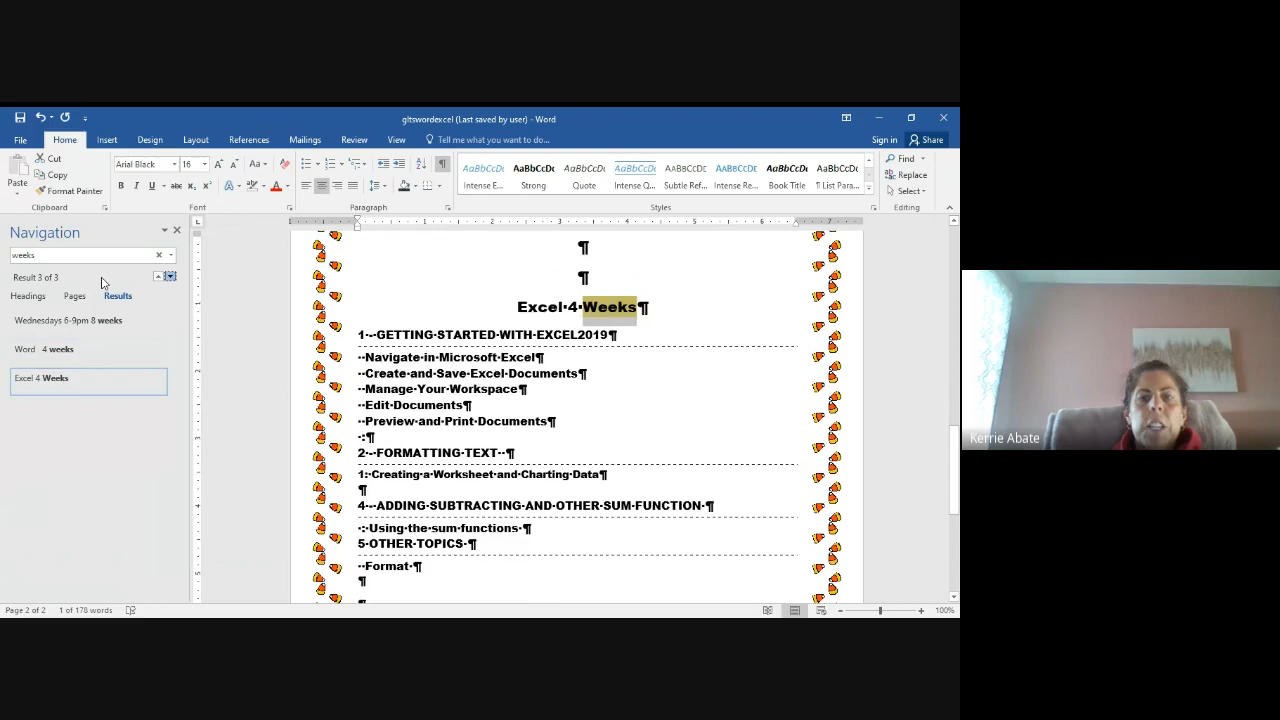 gltswordexcel (Last saved by user) - Word
File Home Insert Design Layout References Mailings Review View Tell me what you want to do... Sign in Share
Paste
Cut
Copy
Format Painter
Clipboard
Arial Black 16
Font
Paragraph
AaBbCcDc AaBbCcDc AaBbCcDc AaBbCcDc AaBbCcDc AaBbCcDc AaBbCcDc AaBbCcDc
Intense E... Strong Quote Intense Q... Subtle Ref... Intense Re... Book Title ¶ List Para...
Styles
Find
Replace
Select
Editing
Navigation
weeks
Result 3 of 3
Headings Pages Results
Wednesdays 6-9pm 8 weeks
Word 4 weeks
Excel 4 Weeks
¶
¶
Excel·4·Weeks¶
1·-·GETTING·STARTED·WITH·EXCEL2019¶
··Navigate·in·Microsoft·Excel¶
··Create·and·Save·Excel·Documents¶
··Manage·Your·Workspace¶
··Edit·Documents¶
··Preview·and·Print·Documents¶
·:¶
2·-·FORMATTING·TEXT··¶
1:·Creating·a·Worksheet·and·Charting·Data¶
¶
4·-·ADDING·SUBTRACTING·AND·OTHER·SUM·FUNCTION·¶
·:·Using·the·sum·functions·¶
5·OTHER·TOPICS·¶
··Format·¶
¶
Page 2 of 2 1 of 178 words 100%
Kerrie Abate